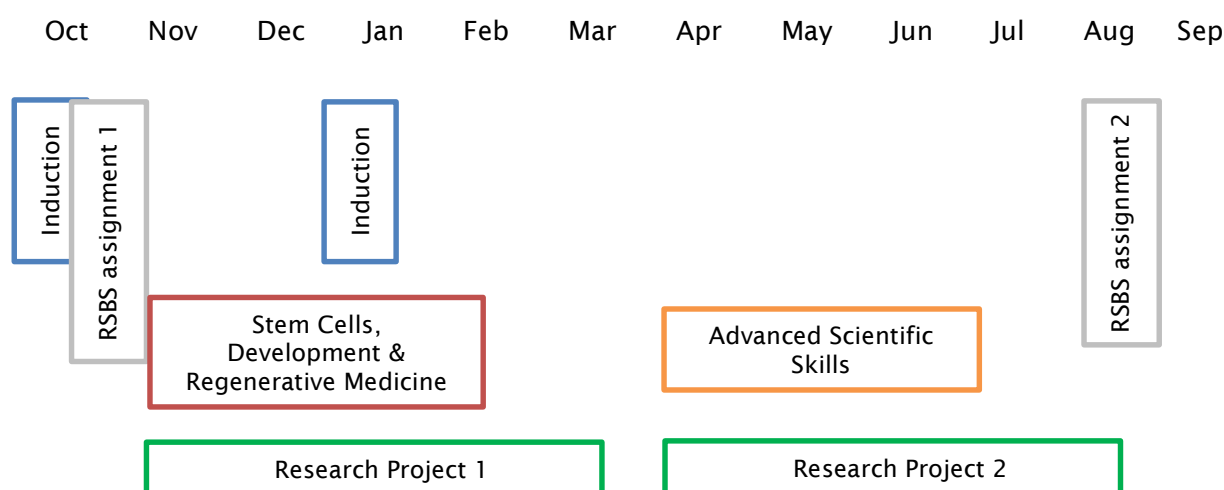 Oct Nov Dec Jan Feb Mar Apr May Jun Jul Aug Sep
Induction
RSBS assignment 1
Induction
RSBS assignment 2
Stem Cells,
Development &
Regenerative Medicine
Advanced Scientific
Skills
Research Project 1
Research Project 2